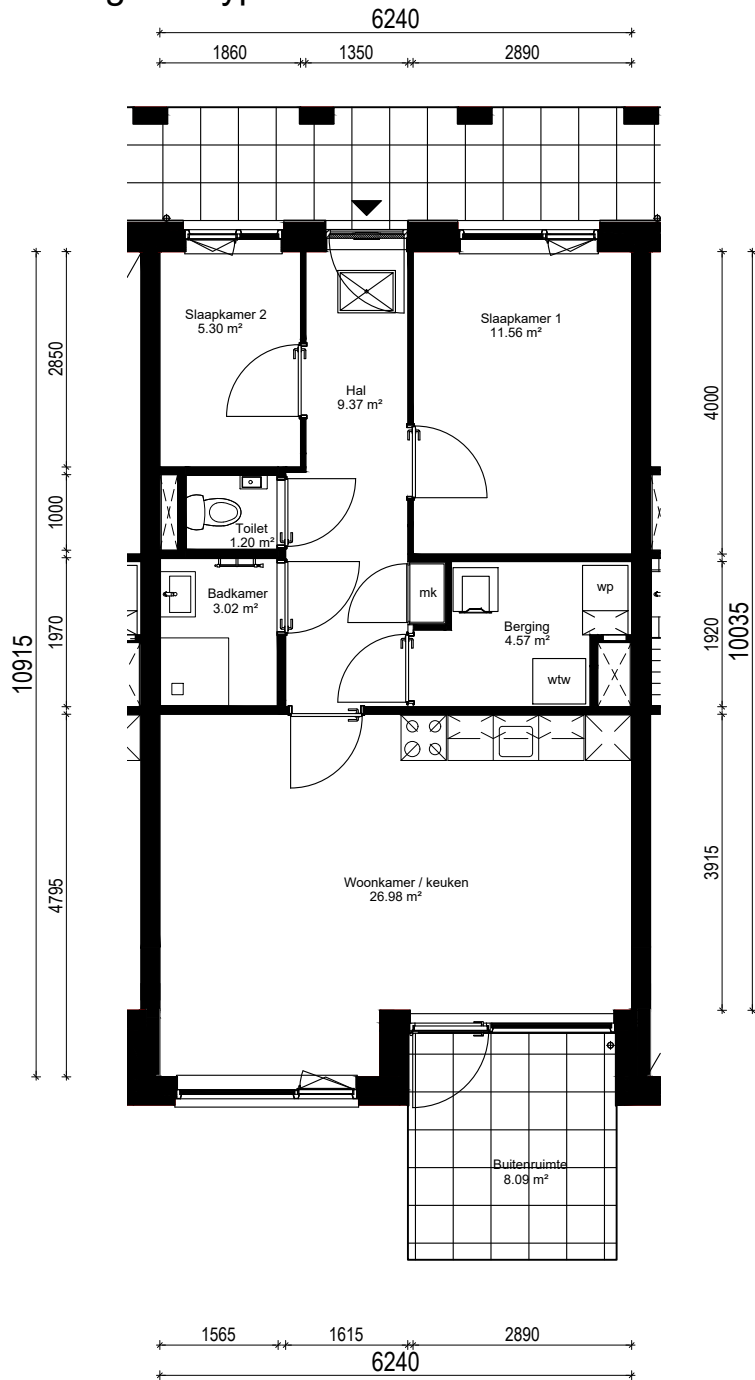 6240
1860 1350 2890
Slaapkamer 2
5.30 m²
Slaapkamer 1
11.56 m²
Hal
9.37 m²
2850
4000
1000
Toilet
1.20 m²
Badkamer
3.02 m²
mk
wp
Berging
4.57 m²
wtw
1970
1920
10915
10035
Woonkamer / keuken
26.98 m²
4795
3915
Buitenruimte
8.09 m²
1565 1615 2890
6240